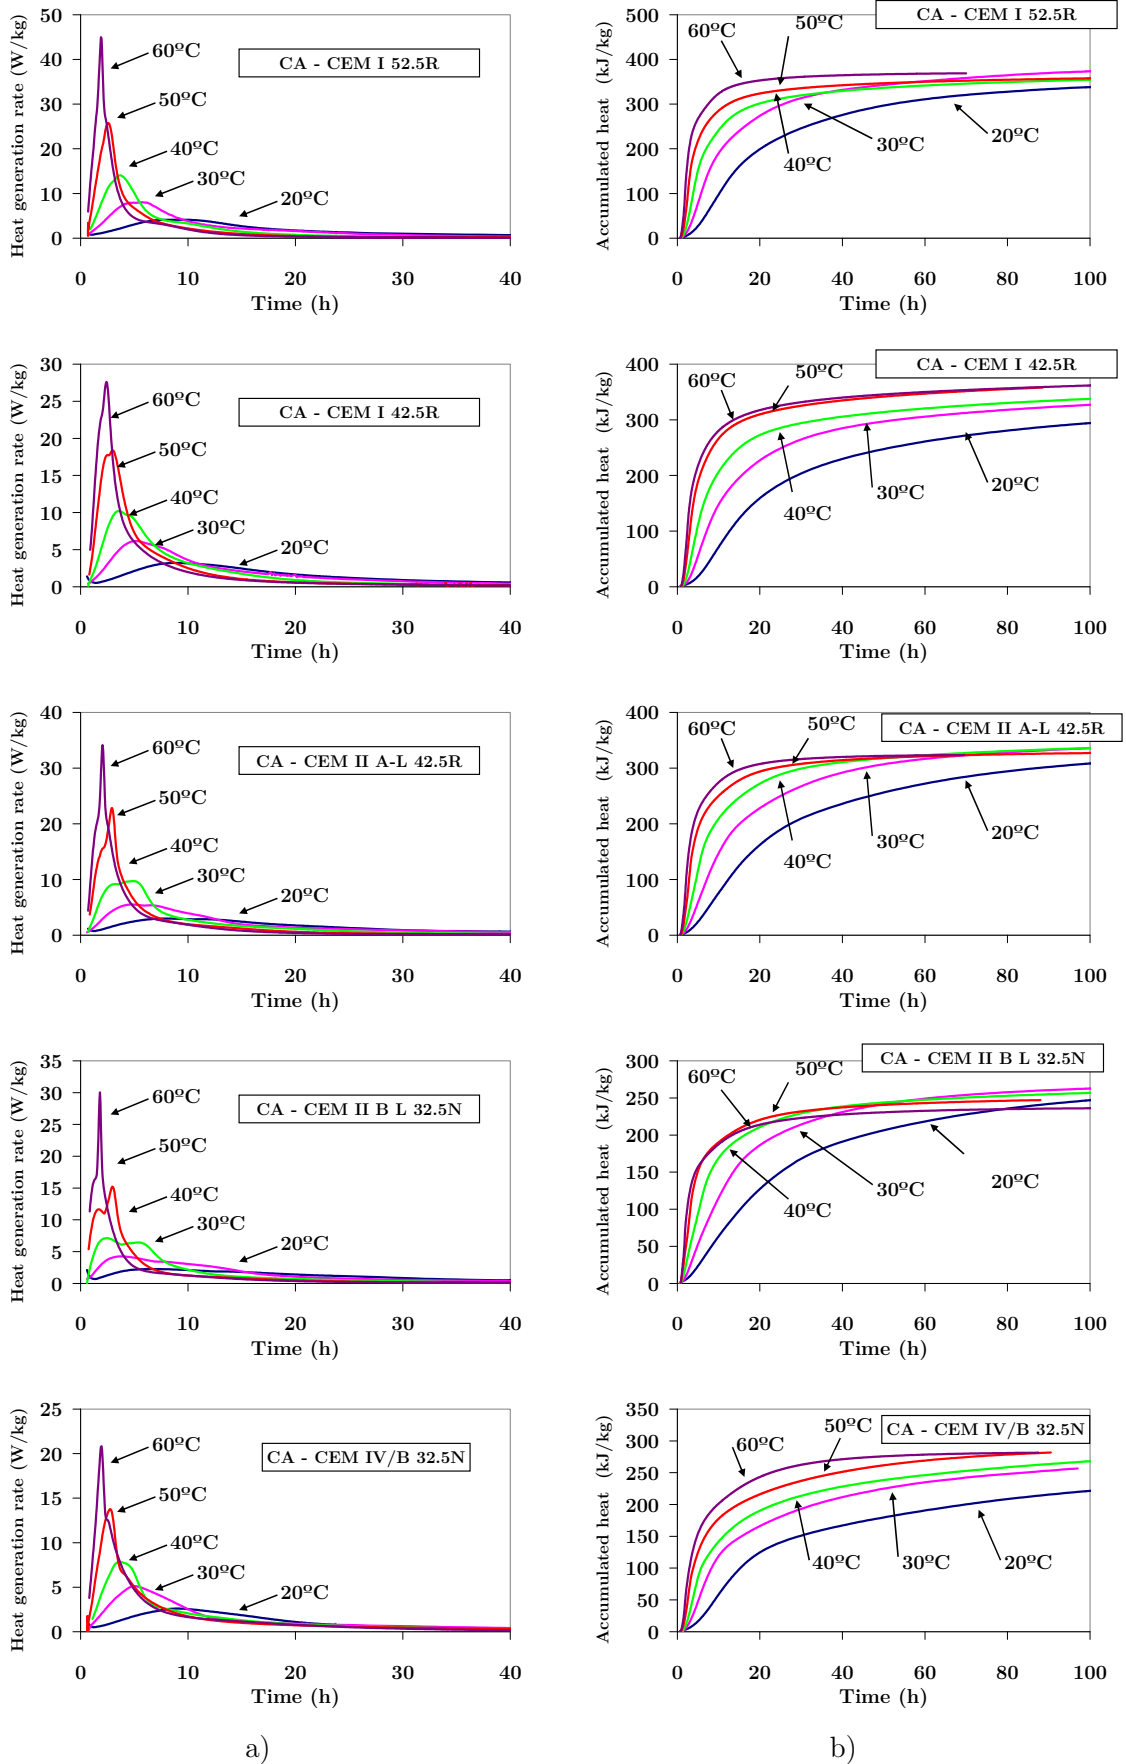 Heat generation rate (W/kg)
50
40
30
20
10
0
60ºC
50ºC
40ºC
30ºC
20ºC
CA - CEM I 52.5R
0 10 20 30 40
Time (h)
Accumulated heat (kJ/kg)
500
400
300
200
100
0
60ºC
50ºC
CA - CEM I 52.5R
40ºC
30ºC
20ºC
0 20 40 60 80 100
Time (h)
Heat generation rate (W/kg)
30
25
20
15
10
5
0
60ºC
50ºC
40ºC
30ºC
20ºC
CA - CEM I 42.5R
0 10 20 30 40
Time (h)
Accumulated heat (kJ/kg)
400
300
200
100
0
60ºC
50ºC
CA - CEM I 42.5R
40ºC
30ºC
20ºC
0 20 40 60 80 100
Time (h)
Heat generation rate (W/kg)
40
30
20
10
0
60ºC
50ºC
40ºC
30ºC
20ºC
CA - CEM II A-L 42.5R
0 10 20 30 40
Time (h)
Accumulated heat (kJ/kg)
400
300
200
100
0
60ºC
50ºC
CA - CEM II A-L 42.5R
40ºC
30ºC
20ºC
0 20 40 60 80 100
Time (h)
Heat generation rate (W/kg)
35
30
25
20
15
10
5
0
60ºC
50ºC
40ºC
30ºC
20ºC
CA - CEM II B L 32.5N
0 10 20 30 40
Time (h)
Accumulated heat (kJ/kg)
300
250
200
150
100
50
0
60ºC
50ºC
CA - CEM II B L 32.5N
40ºC
30ºC
20ºC
0 20 40 60 80 100
Time (h)
Heat generation rate (W/kg)
25
20
15
10
5
0
60ºC
50ºC
40ºC
30ºC
20ºC
CA - CEM IV/B 32.5N
0 10 20 30 40
Time (h)
Accumulated heat (kJ/kg)
350
300
250
200
150
100
50
0
60ºC
50ºC
CA - CEM IV/B 32.5N
40ºC
30ºC
20ºC
0 20 40 60 80 100
Time (h)
a)
b)